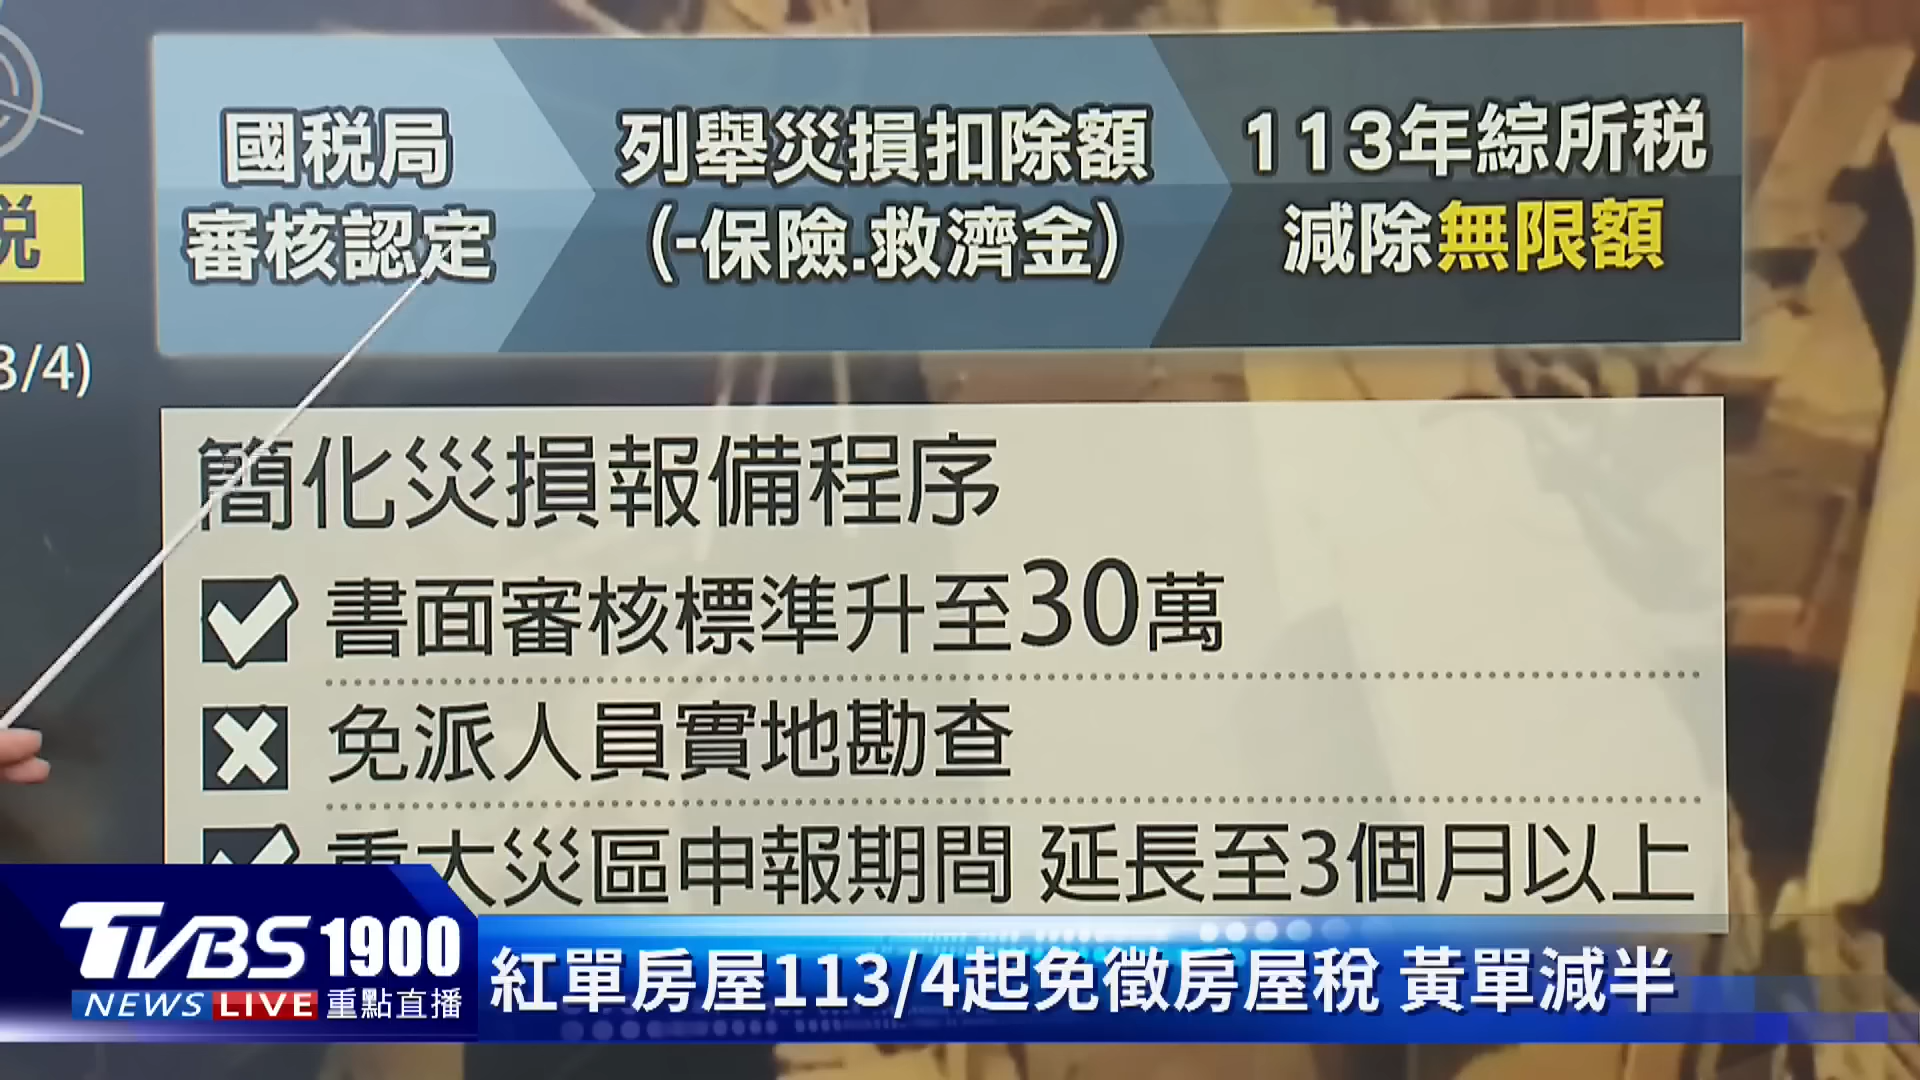 國稅局
審核認定
列舉災損扣除額
(-保險.救濟金)
113年綜所税
減除無限額
税
3/4)
簡化災損報備程序
書面審核標準升至30萬
免派人員實地勘查
重大災區申報期間 延長至3個月以上
TVBS 1900
NEWS LIVE 重點直播
紅單房屋113/4起免徵房屋稅 黃單減半